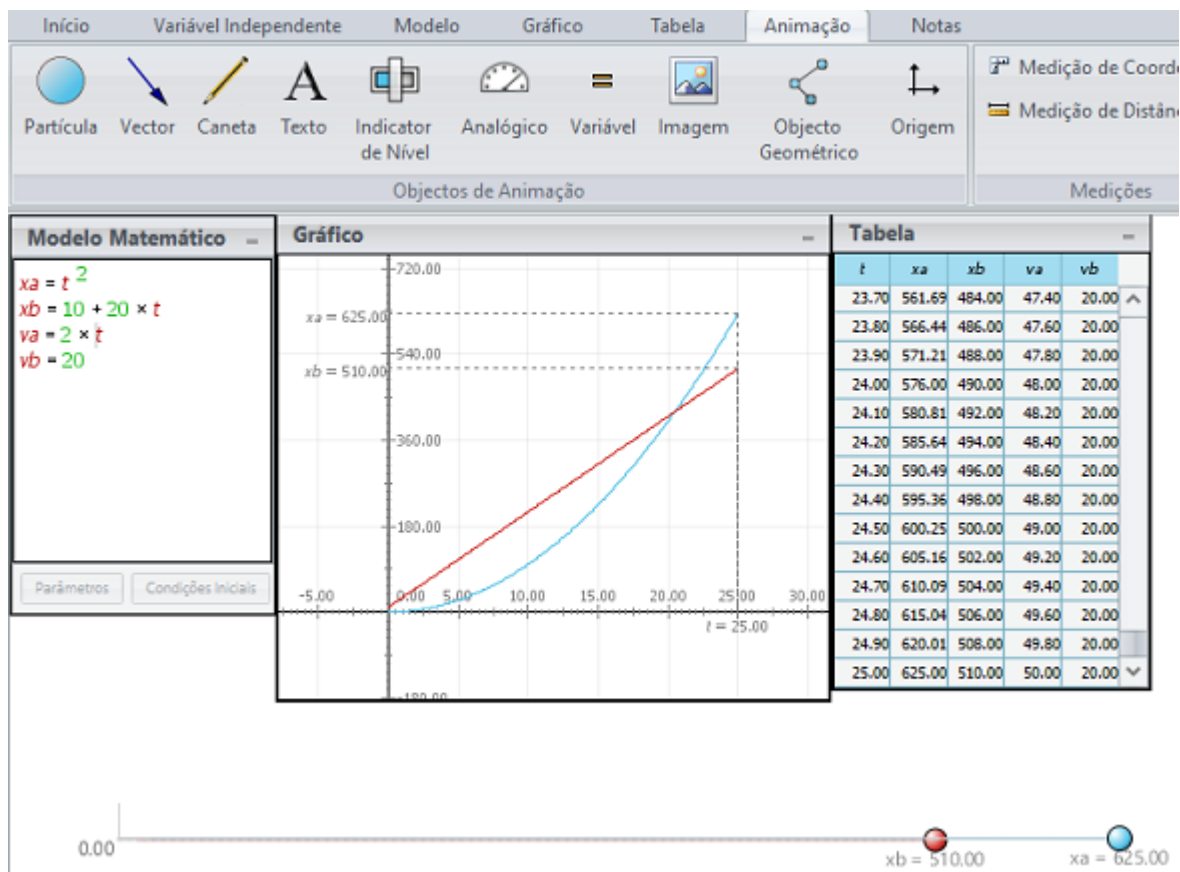 Início Variável Independente Modelo Gráfico Tabela Animação Notas
Partícula Vector Caneta Texto Indicator de Nível Analógico Variável Imagem Objecto Geométrico Origem
Medição de Coord
Medição de Distân
Objectos de Animação Medições
Modelo Matemático
xa = t 2
xb = 10 + 20 × t
va = 2 × t
vb = 20
Parâmetros Condições Iniciais
Gráfico
720.00
xa = 625.00
540.00
xb = 510.00
360.00
180.00
-5.00 0.00 5.00 10.00 15.00 20.00 25.00 30.00
t = 25.00
-180.00
Tabela
t xa xb va vb
23.70 561.69 484.00 47.40 20.00
23.80 566.44 486.00 47.60 20.00
23.90 571.21 488.00 47.80 20.00
24.00 576.00 490.00 48.00 20.00
24.10 580.81 492.00 48.20 20.00
24.20 585.64 494.00 48.40 20.00
24.30 590.49 496.00 48.60 20.00
24.40 595.36 498.00 48.80 20.00
24.50 600.25 500.00 49.00 20.00
24.60 605.16 502.00 49.20 20.00
24.70 610.09 504.00 49.40 20.00
24.80 615.04 506.00 49.60 20.00
24.90 620.01 508.00 49.80 20.00
25.00 625.00 510.00 50.00 20.00
0.00
xb = 510.00 xa = 625.00